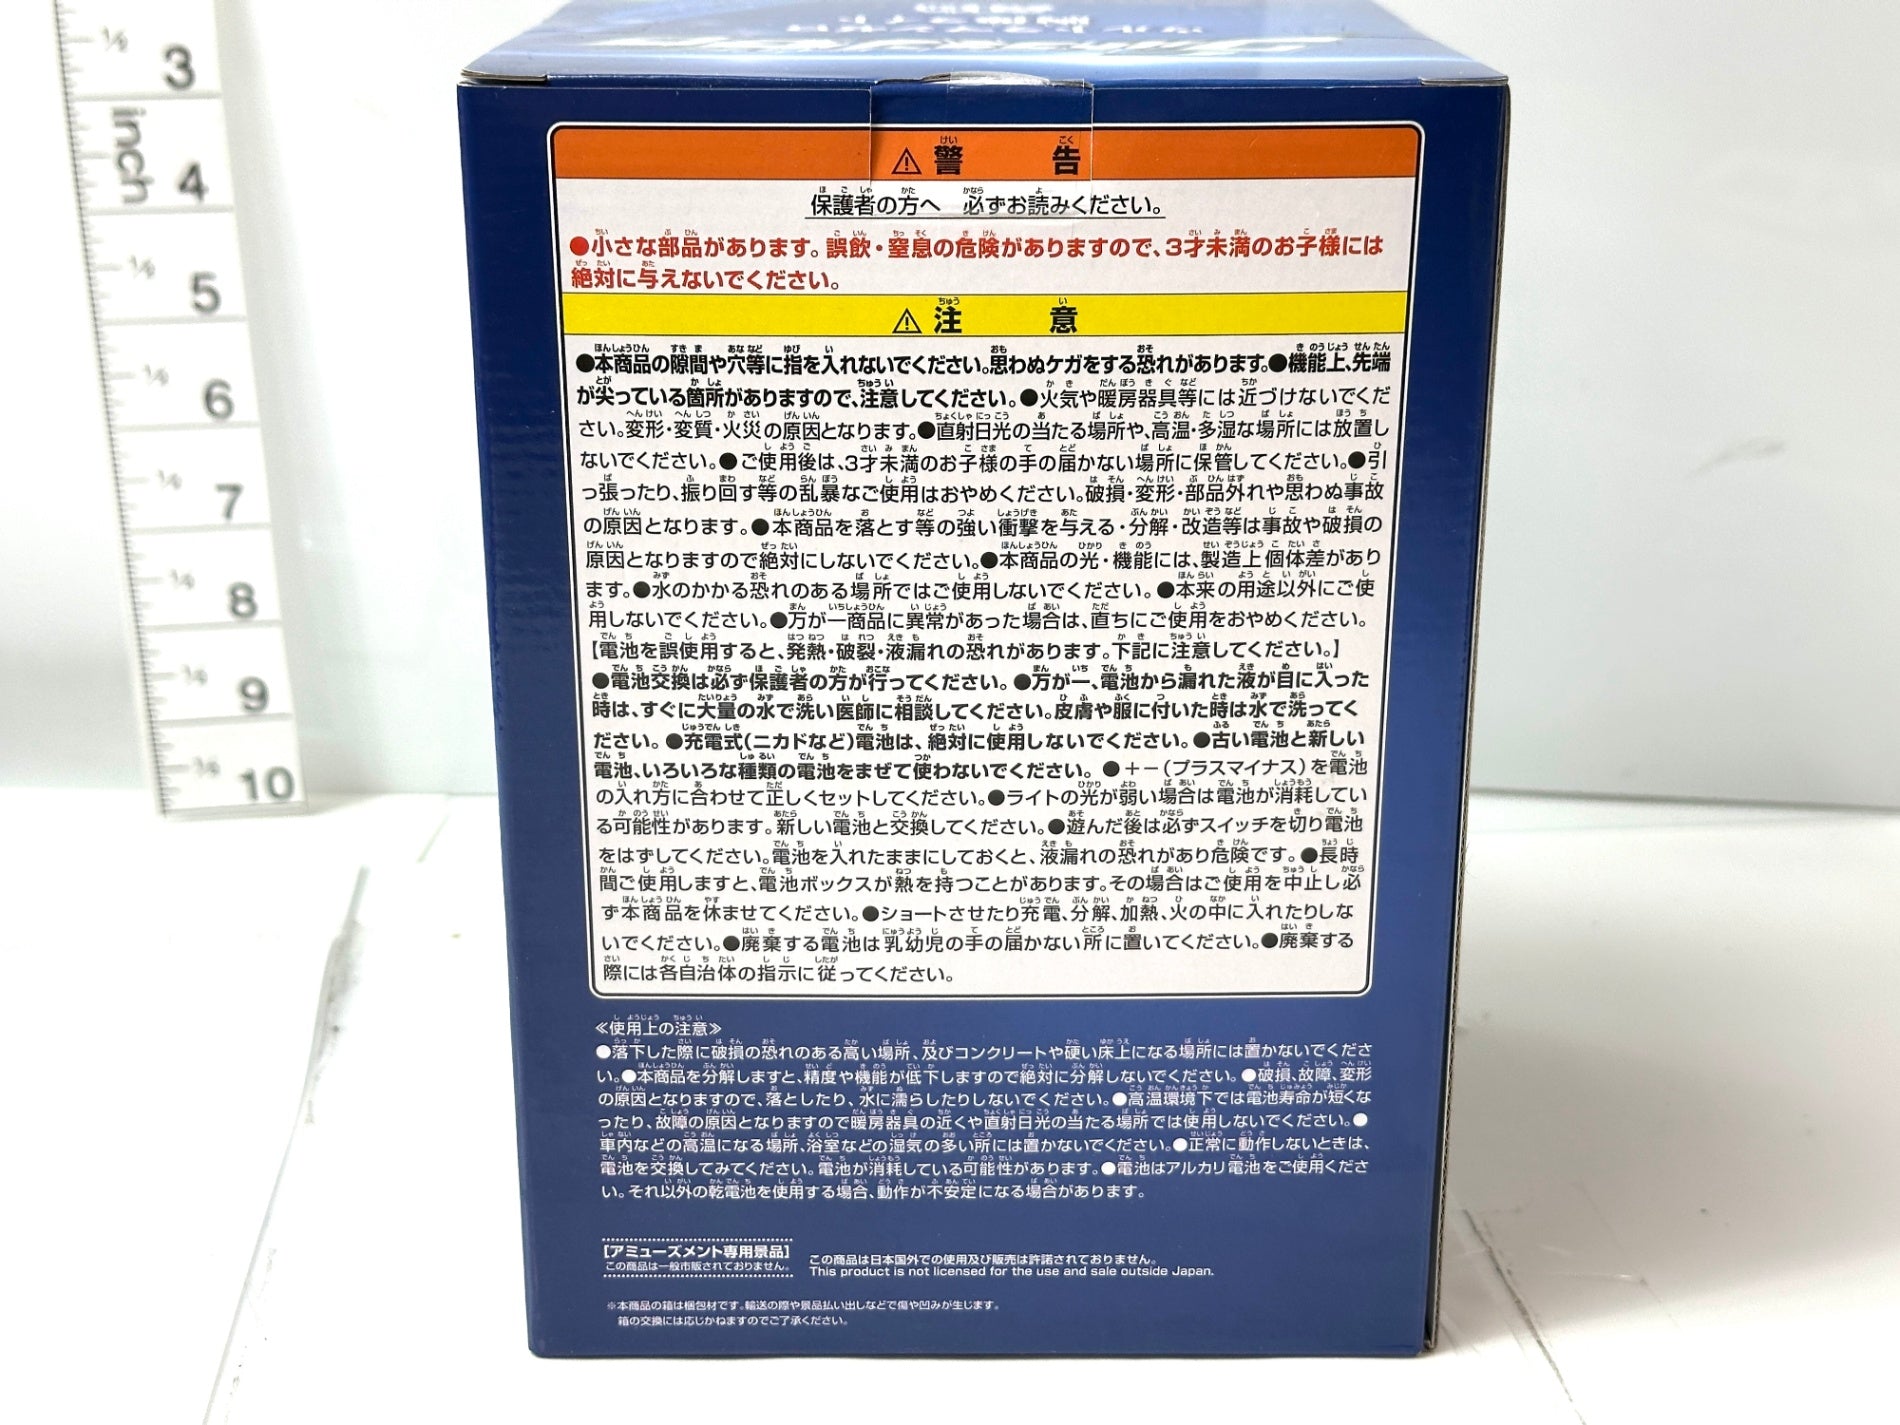 3
inch
4
5
6
7
8
9
10
⚠警告
保護者の方へ 必ずお読みください。
●小さな部品があります。誤飲・窒息の危険がありますので、3才未満のお子様には
絶対に与えないでください。
⚠注意
●本商品の隙間や穴等に指を入れないでください。思わぬケガをする恐れがあります。●機能上、先端
が尖っている箇所がありますので、注意してください。●火気や暖房器具等には近づけないでくだ
さい。変形・変質・火災の原因となります。●直射日光の当たる場所や、高温・多湿な場所には放置し
ないでください。●ご使用後は、3才未満のお子様の手の届かない場所に保管してください。●引
っ張ったり、振り回す等の乱暴なご使用はおやめください。破損・変形・部品外れや思わぬ事故
の原因となります。●本商品を落とす等の強い衝撃を与える・分解・改造等は事故や破損の
原因となりますので絶対にしないでください。●本商品の光・機能には、製造上個体差があり
ます。●水のかかる恐れのある場所ではご使用しないでください。●本来の用途以外にご使
用しないでください。●万が一商品に異常があった場合は、直ちにご使用をおやめください。
【電池を誤使用すると、発熱・破裂・液漏れの恐れがあります。下記に注意してください。】
●電池交換は必ず保護者の方が行ってください。●万が一、電池から漏れた液が目に入った
時は、すぐに大量の水で洗い医師に相談してください。皮膚や服に付いた時は水で洗ってく
ださい。●充電式(ニカドなど)電池は、絶対に使用しないでください。●古い電池と新しい
電池、いろいろな種類の電池をまぜて使わないでください。●+−(プラスマイナス)を電池
の入れ方に合わせて正しくセットしてください。●ライトの光が弱い場合は電池が消耗してい
る可能性があります。新しい電池と交換してください。●遊んだ後は必ずスイッチを切り電池
をはずしてください。電池を入れたままにしておくと、液漏れの恐れがあり危険です。●長時
間ご使用しますと、電池ボックスが熱を持つことがあります。その場合はご使用を中止し必
ず本商品を休ませてください。●ショートさせたり充電、分解、加熱、火の中に入れたりしな
いでください。●廃棄する電池は乳幼児の手の届かない所に置いてください。●廃棄する
際には各自治体の指示に従ってください。
≪使用上の注意≫
●落下した際に破損の恐れのある高い場所、及びコンクリートや硬い床上になる場所には置かないでくださ
い。●本商品を分解しますと、精度や機能が低下しますので絶対に分解しないでください。●破損、故障、変形
の原因となりますので、落としたり、水に濡らしたりしないでください。●高温環境下では電池寿命が短くな
ったり、故障の原因となりますので暖房器具の近くや直射日光の当たる場所では使用しないでください。●
車内などの高温になる場所、浴室などの湿気の多い所には置かないでください。●正常に動作しないときは、
電池を交換してみてください。電池が消耗している可能性があります。●電池はアルカリ電池をご使用くださ
い。それ以外の乾電池を使用する場合、動作が不安定になる場合があります。
[アミューズメント専用景品]
この商品は一般市販されておりません。
この商品は日本国外での使用及び販売は許諾されておりません。
This product is not licensed for the use and sale outside Japan.
※本商品の箱は梱包材です。輸送の際や景品払い出しなどで傷や凹みが生じます。
箱の交換には応じかねますのでご了承ください。